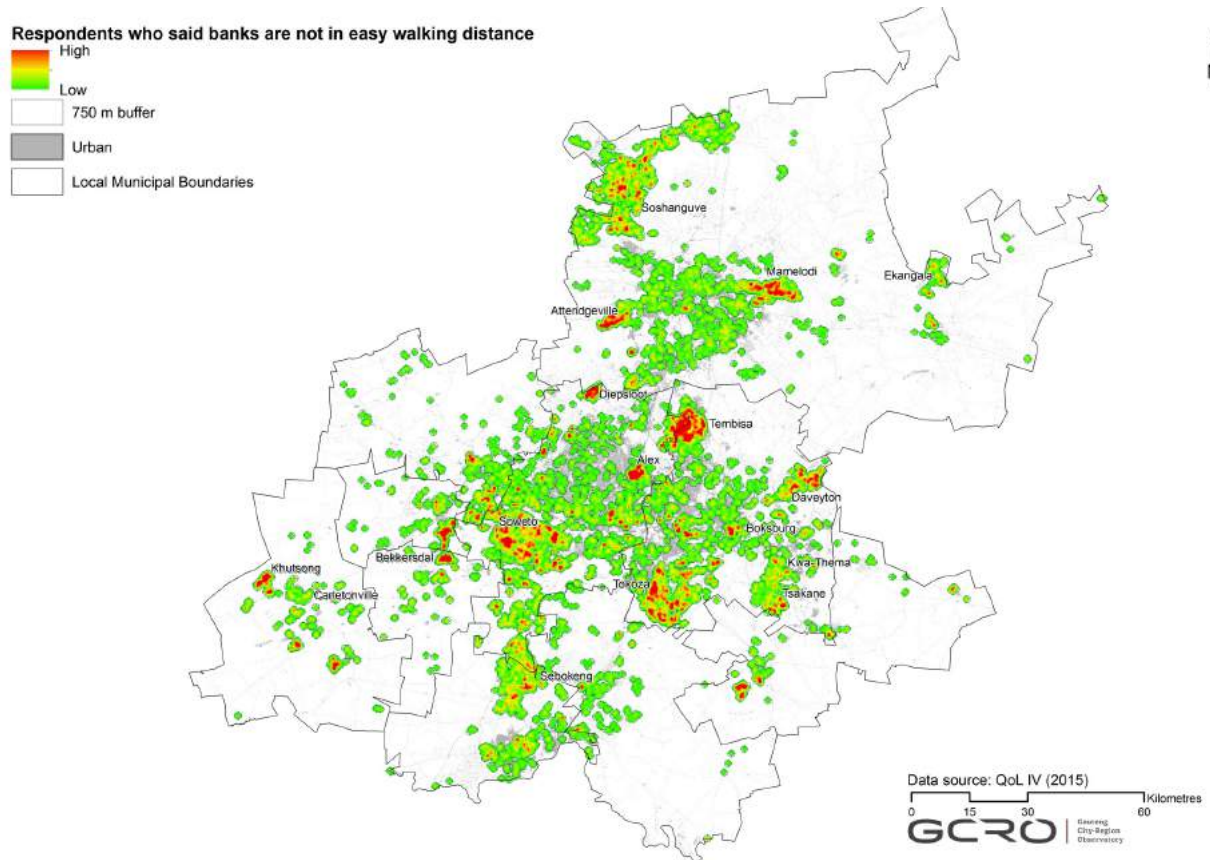 Respondents who said banks are not in easy walking distance
High
Low
750 m buffer
Urban
Local Municipal Boundaries
Soshanguve
Mamelodi
Ekangala
Atteridgeville
Diepsloot
Tembisa
Alex
Daveyton
Soweto
Boksburg
Bekkersdal
Kwa-Thema
Khutsong
Tokoza
Carletonville
Tsakane
Sebokeng
Data source: QoL IV (2015)
Kilometres
0 15 30 60
GCRO
Gauteng
City-Region
Observatory